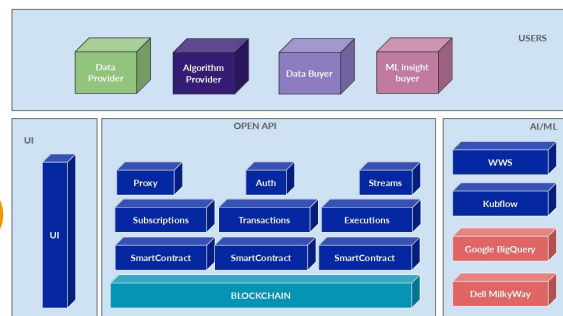 USERS
Data
Provider
Algorithm
Provider
Data Buyer
ML insight
buyer
UI
UI
OPEN API
Proxy
Auth
Streams
Subscriptions
Transactions
Executions
SmartContract
SmartContract
SmartContract
BLOCKCHAIN
AI/ML
WWS
Kubflow
Google BigQuery
Dell MilkyWay